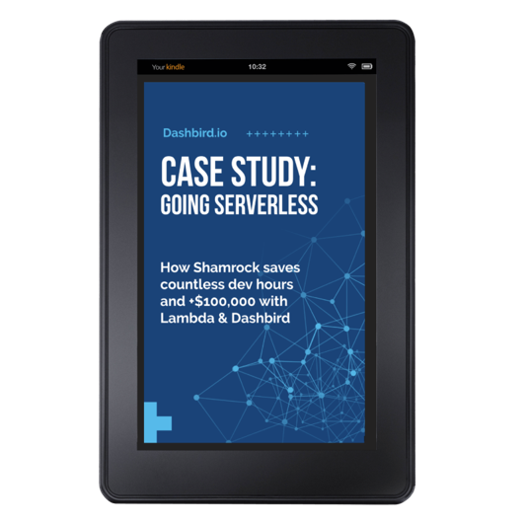 Your kindle 10:32
Dashbird.io ++++++++
CASE STUDY:
GOING SERVERLESS
How Shamrock saves
countless dev hours
and +$100,000 with
Lambda & Dashbird